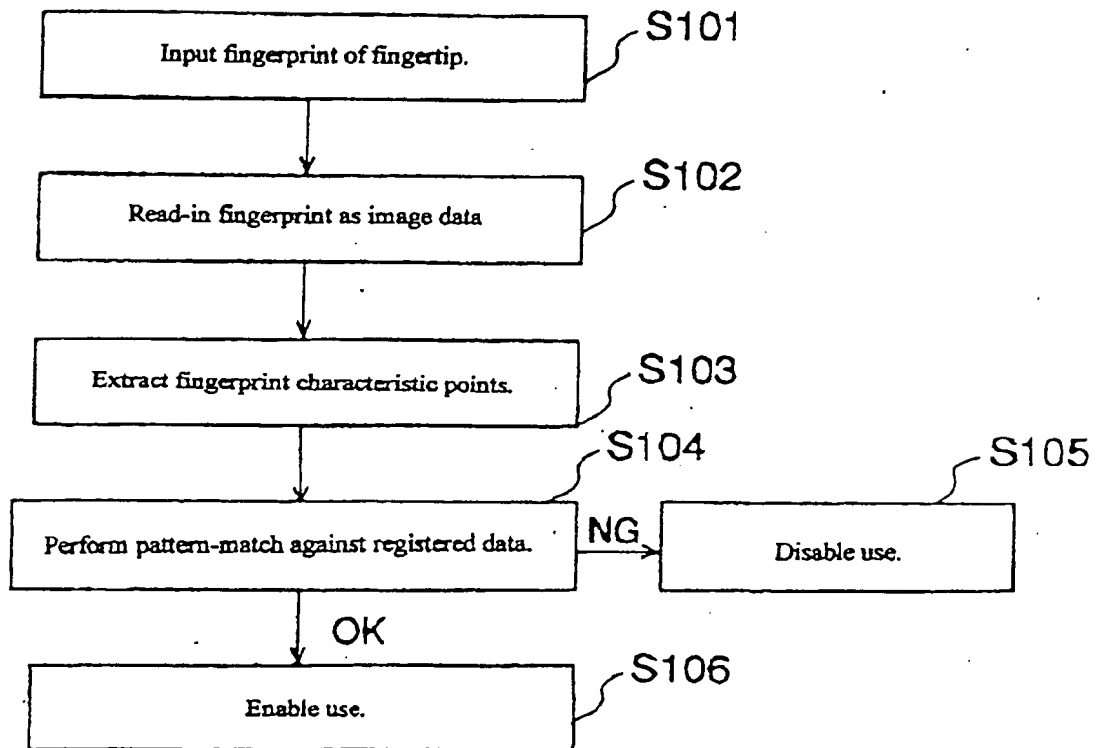 S101
Input fingerprint of fingertip.
S102
Read-in fingerprint as image data
S103
Extract fingerprint characteristic points.
S104
S105
Perform pattern-match against registered data.
NG
Disable use.
OK
S106
Enable use.